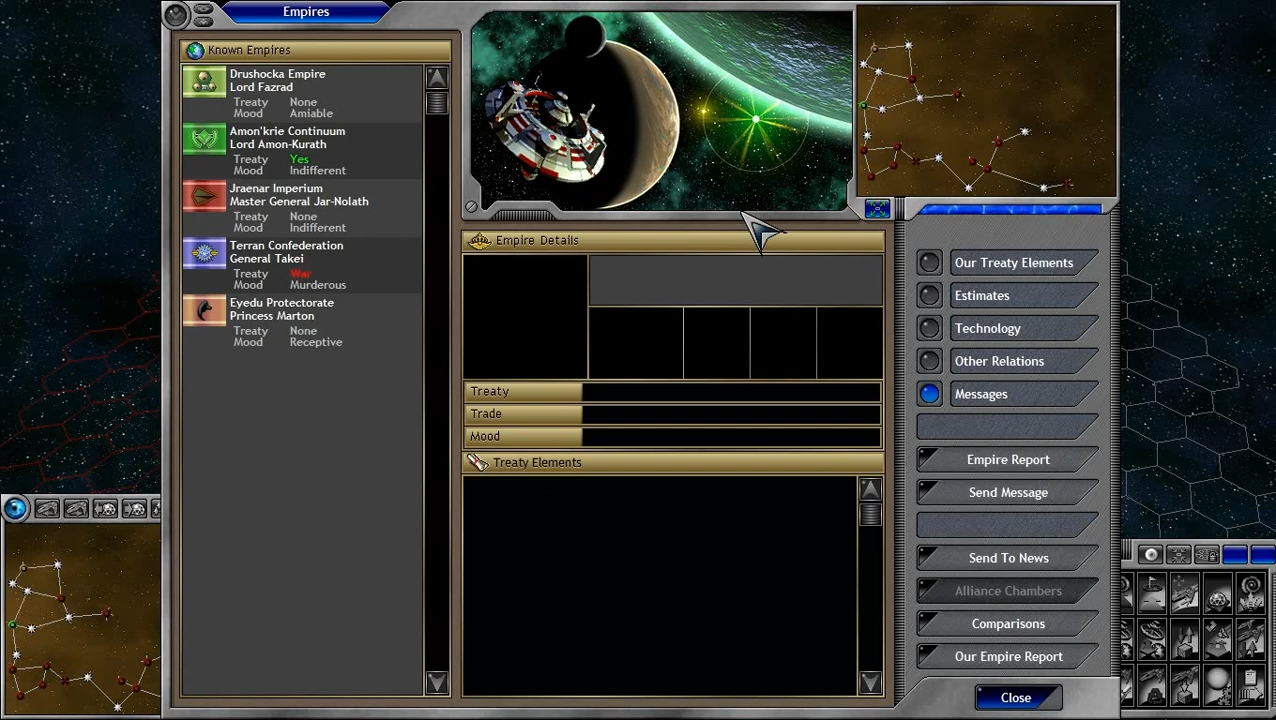 Empires
Known Empires
Drushocka Empire
Lord Fazrad
Treaty None
Mood Amiable
Amon'krie Continuum
Lord Amon-Kurath
Treaty Yes
Mood Indifferent
Jraenar Imperium
Master General Jar-Nolath
Treaty None
Mood Indifferent
Terran Confederation
General Takei
Treaty War
Mood Murderous
Eyedu Protectorate
Princess Marton
Treaty None
Mood Receptive
Empire Details
Treaty
Trade
Mood
Treaty Elements
Our Treaty Elements
Estimates
Technology
Other Relations
Messages
Empire Report
Send Message
Send To News
Alliance Chambers
Comparisons
Our Empire Report
Close